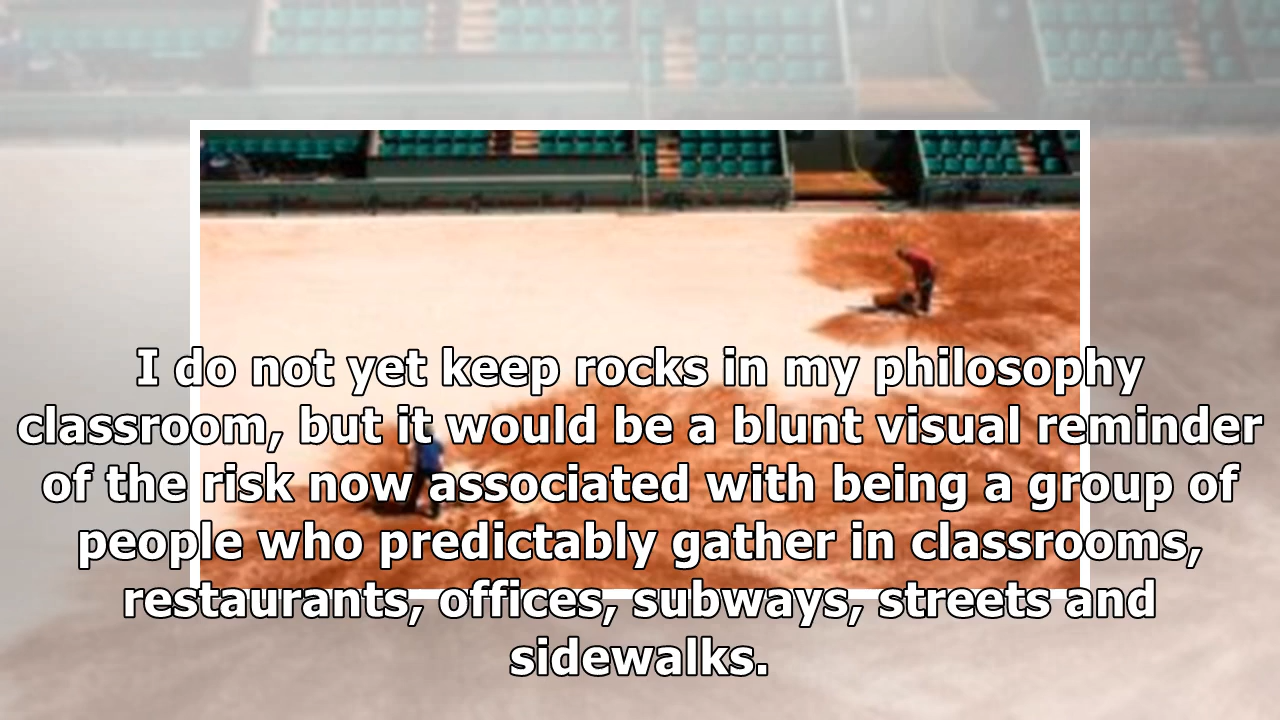 I do not yet keep rocks in my philosophy
classroom, but it would be a blunt visual reminder
of the risk now associated with being a group of
people who predictably gather in classrooms,
restaurants, offices, subways, streets and
sidewalks.